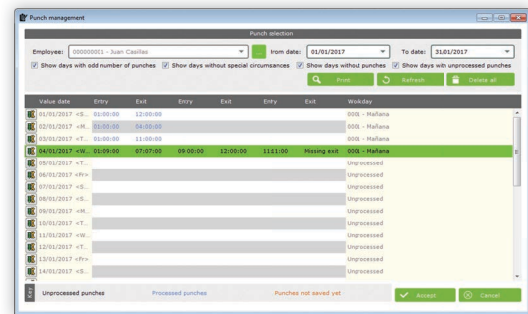 Punch management
Punch selection
Employee: 000000001 - Juan Casillas ... From date: 01/01/2017 To date: 31.01/2017
Show days with odd number of punches Show days without special circumsances Show days without punches Show days with unprocessed punches
Print Refresh Delete all
Value date Entry Exit Entry Exit Enty Exit Wokday
01/01/2017 <S... 01:00:00 12:00:00 0001 - Mañana
02/01/2017 <M... 01:00:00 04:00:00 0001 - Mañana
03/01/2017 <T... 01:00:00 11:00:00 0001 - Mañana
04/01/2017 <W... 01:09:00 07:07:00 09:00:00 12:00:00 11:11:00 Missing exit 0001 - Mañana
05/01/2017 <T... Unprocessed
06/01/2017 <Fr> Unprocessed
07/01/2017 <S... Unprocessed
08/01/2017 <S... Unprocessed
09/01/2017 <M... Unprocessed
10/01/2017 <T... Unprocessed
11/01/2017 <W... Unprocessed
12/01/2017 <T... Unprocessed
13/01/2017 <Fr> Unprocessed
14/01/2017 <S... Unprocessed
Key Unprocessed punches Processed punches Punches not saved yet Accept Cancel